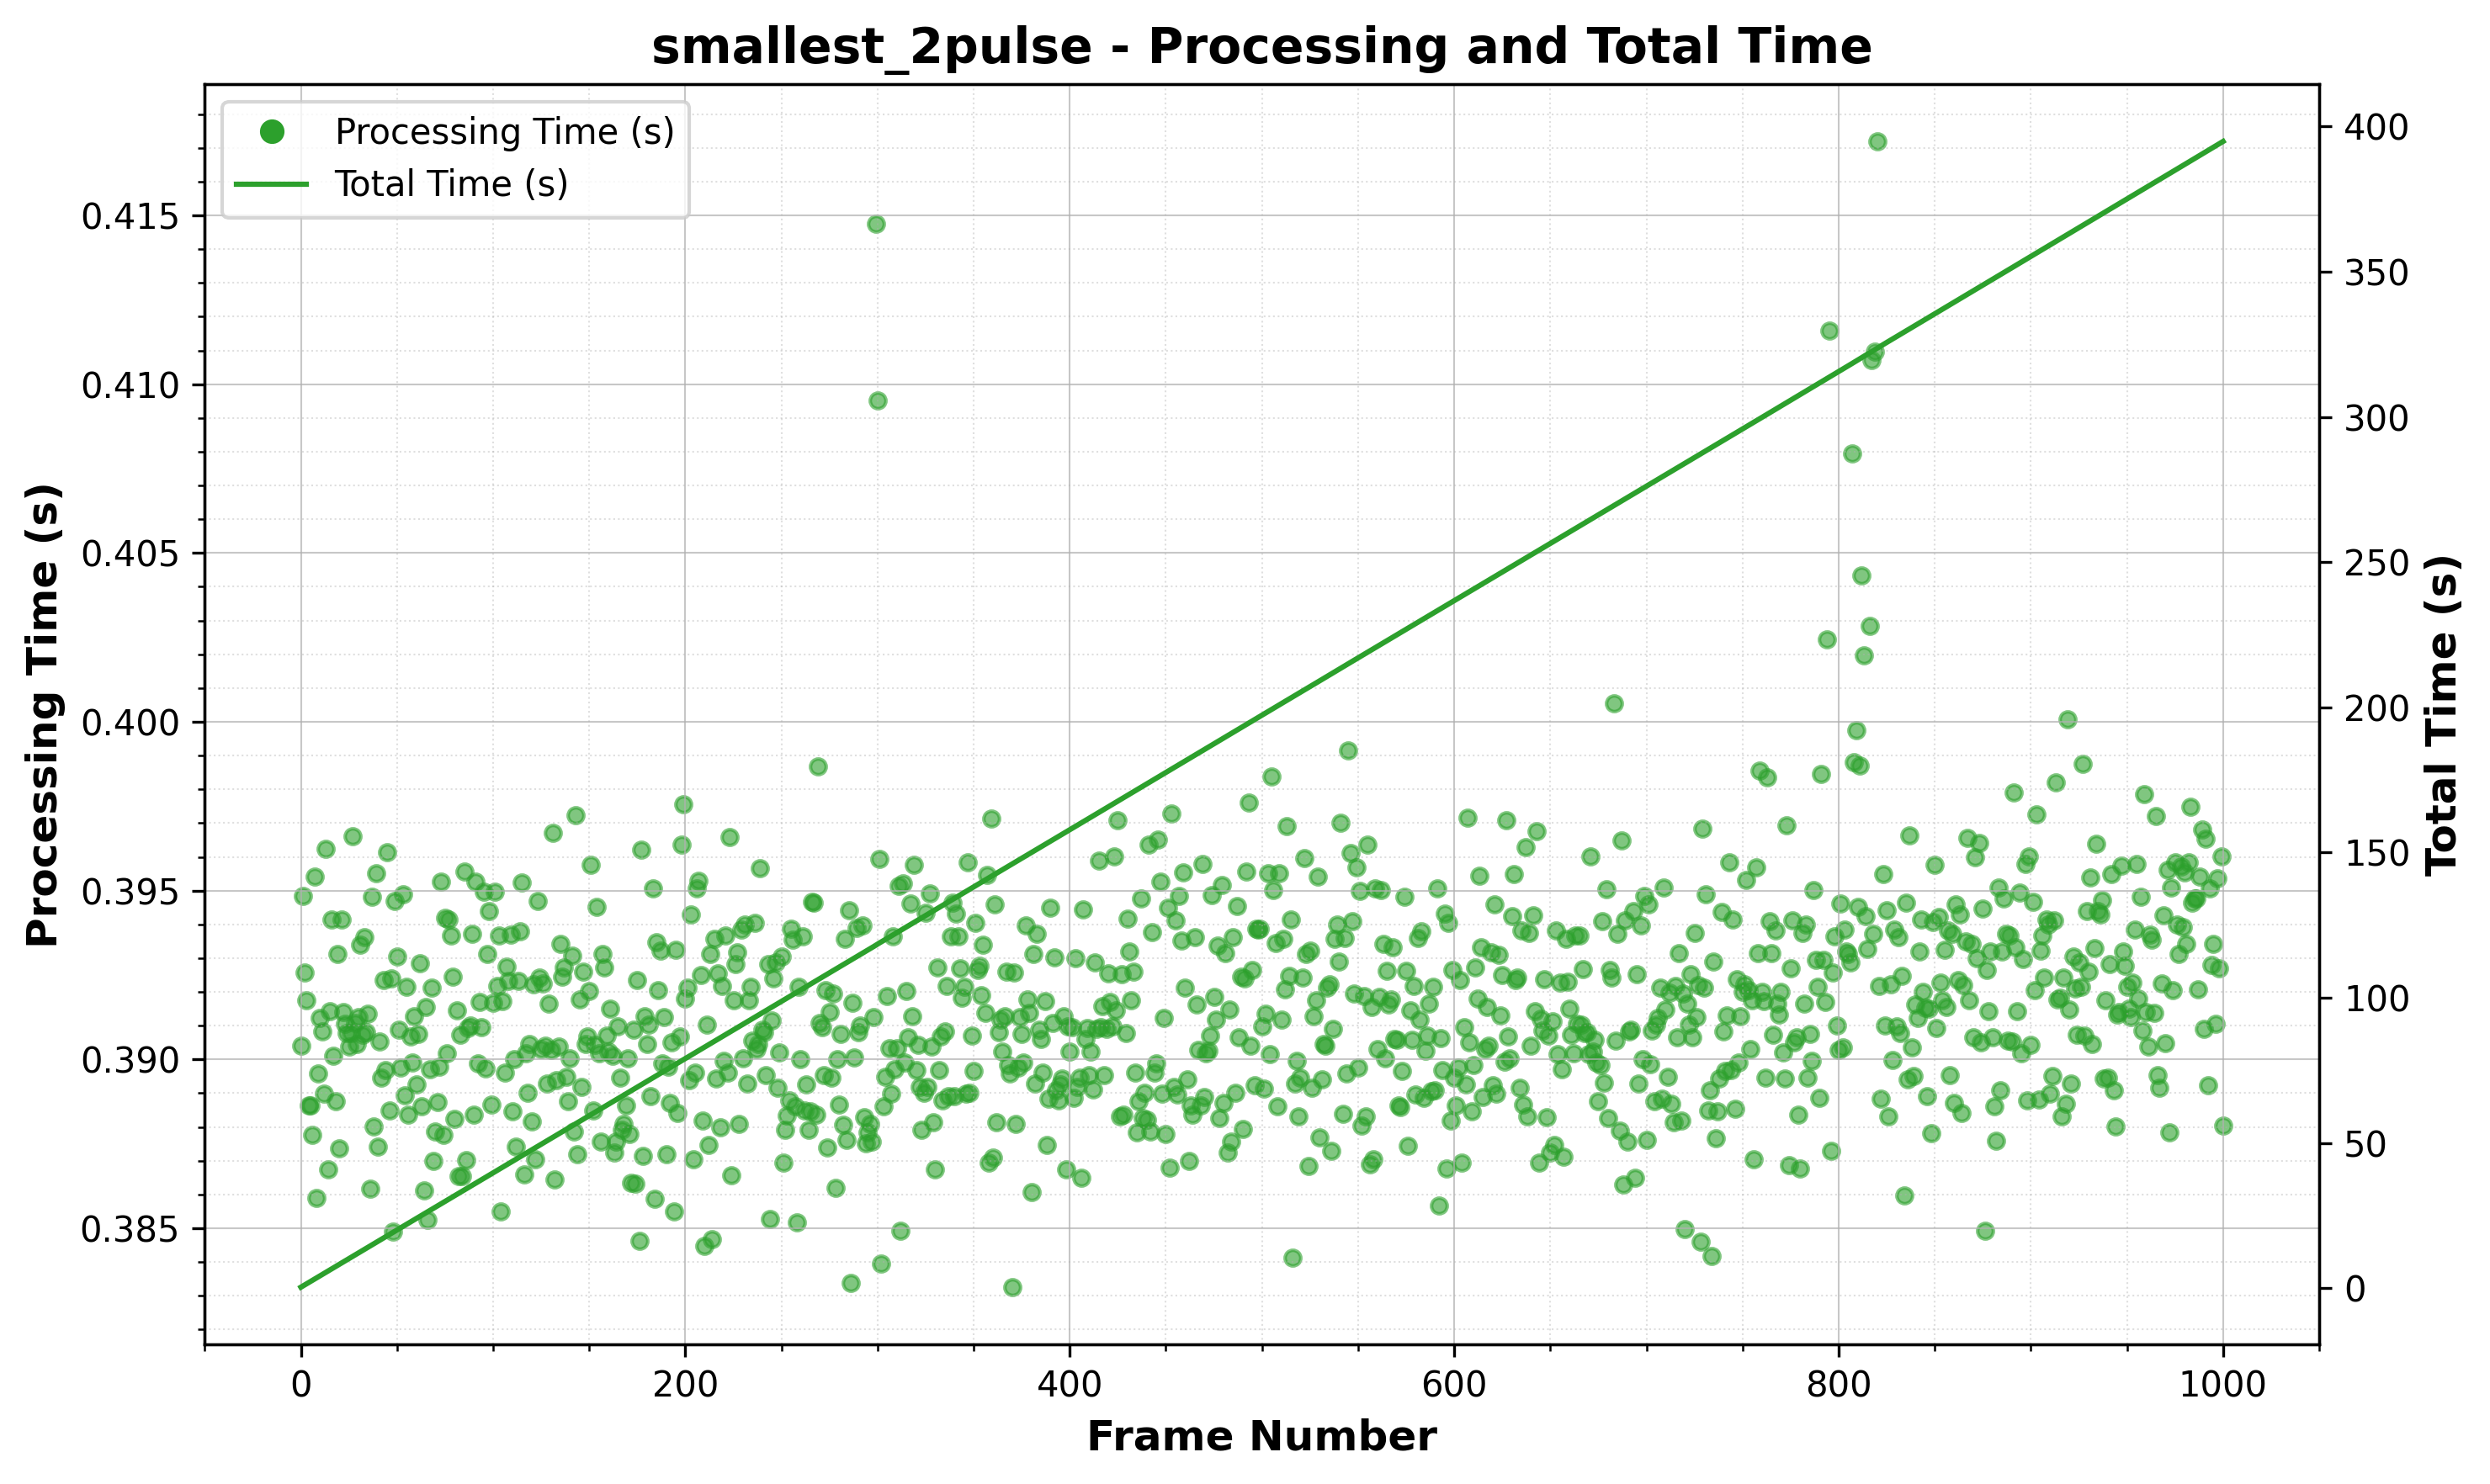 smallest_2pulse - Processing and Total Time
Processing Time (s)
Total Time (s)
0.415
0.410
0.405
0.400
0.395
0.390
0.385
Processing Time (s)
400
350
300
250
200
150
100
50
0
Total Time (s)
0 200 400 600 800 1000
Frame Number